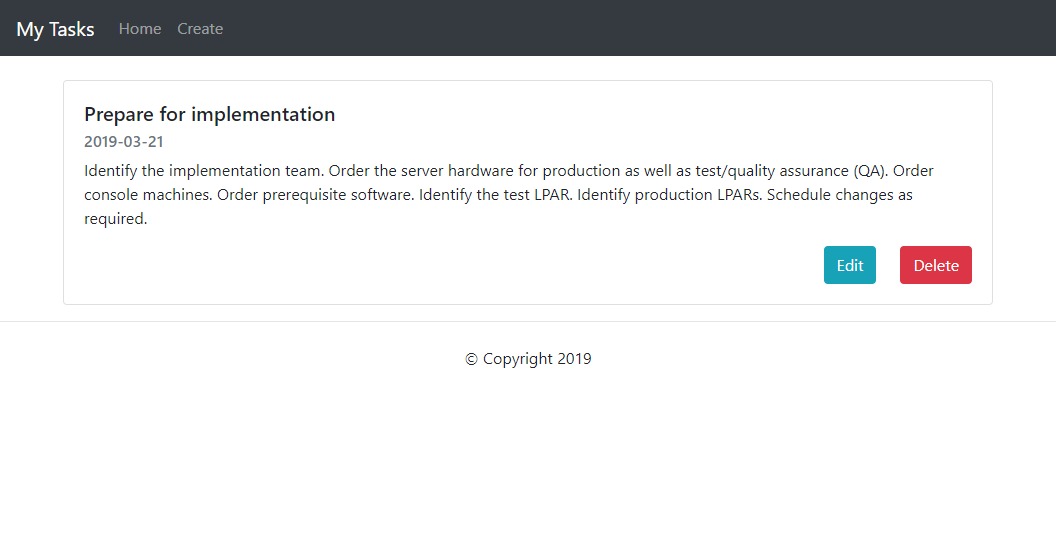 My Tasks Home Create
Prepare for implementation
2019-03-21
Identify the implementation team. Order the server hardware for production as well as test/quality assurance (QA). Order
console machines. Order prerequisite software. Identify the test LPAR. Identify production LPARs. Schedule changes as
required.
Edit Delete
© Copyright 2019